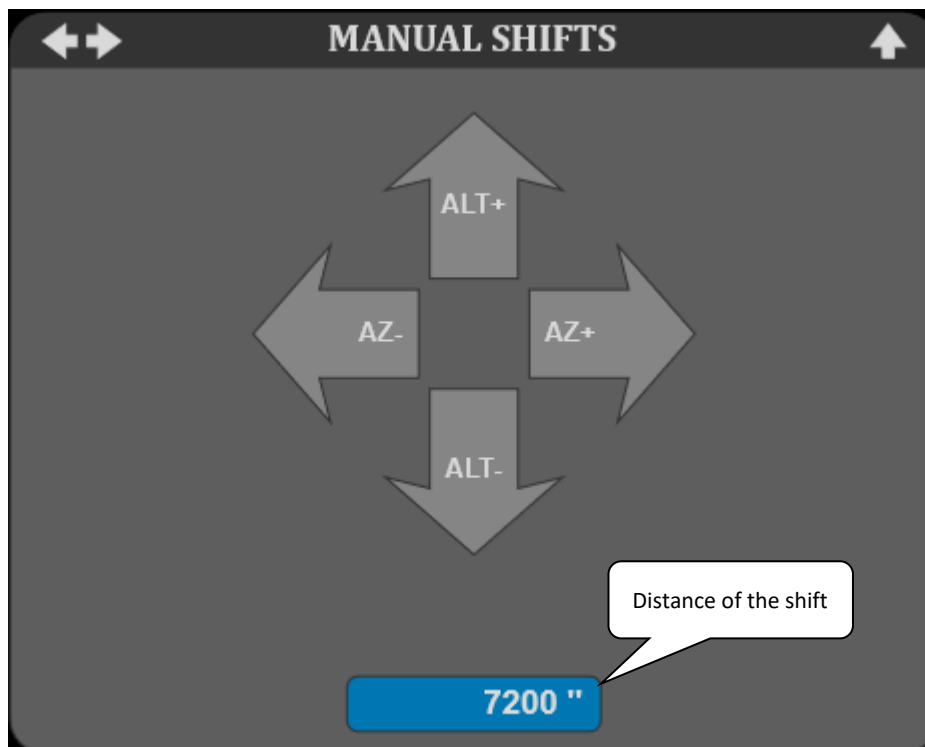 MANUAL SHIFTS
ALT+
AZ-
AZ+
ALT-
Distance of the shift
7200 "